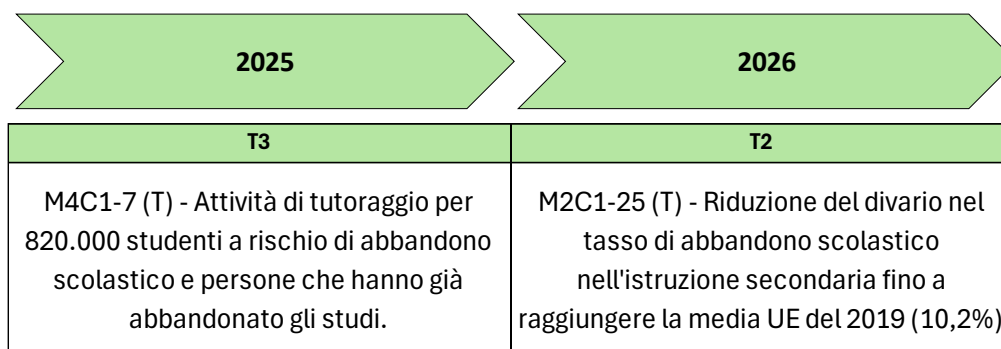 2025
2026
T3
T2
M4C1-7 (T) - Attività di tutoraggio per
820.000 studenti a rischio di abbandono
scolastico e persone che hanno già
abbandonato gli studi.
M2C1-25 (T) - Riduzione del divario nel
tasso di abbandono scolastico
nell'istruzione secondaria fino a
raggiungere la media UE del 2019 (10,2%)